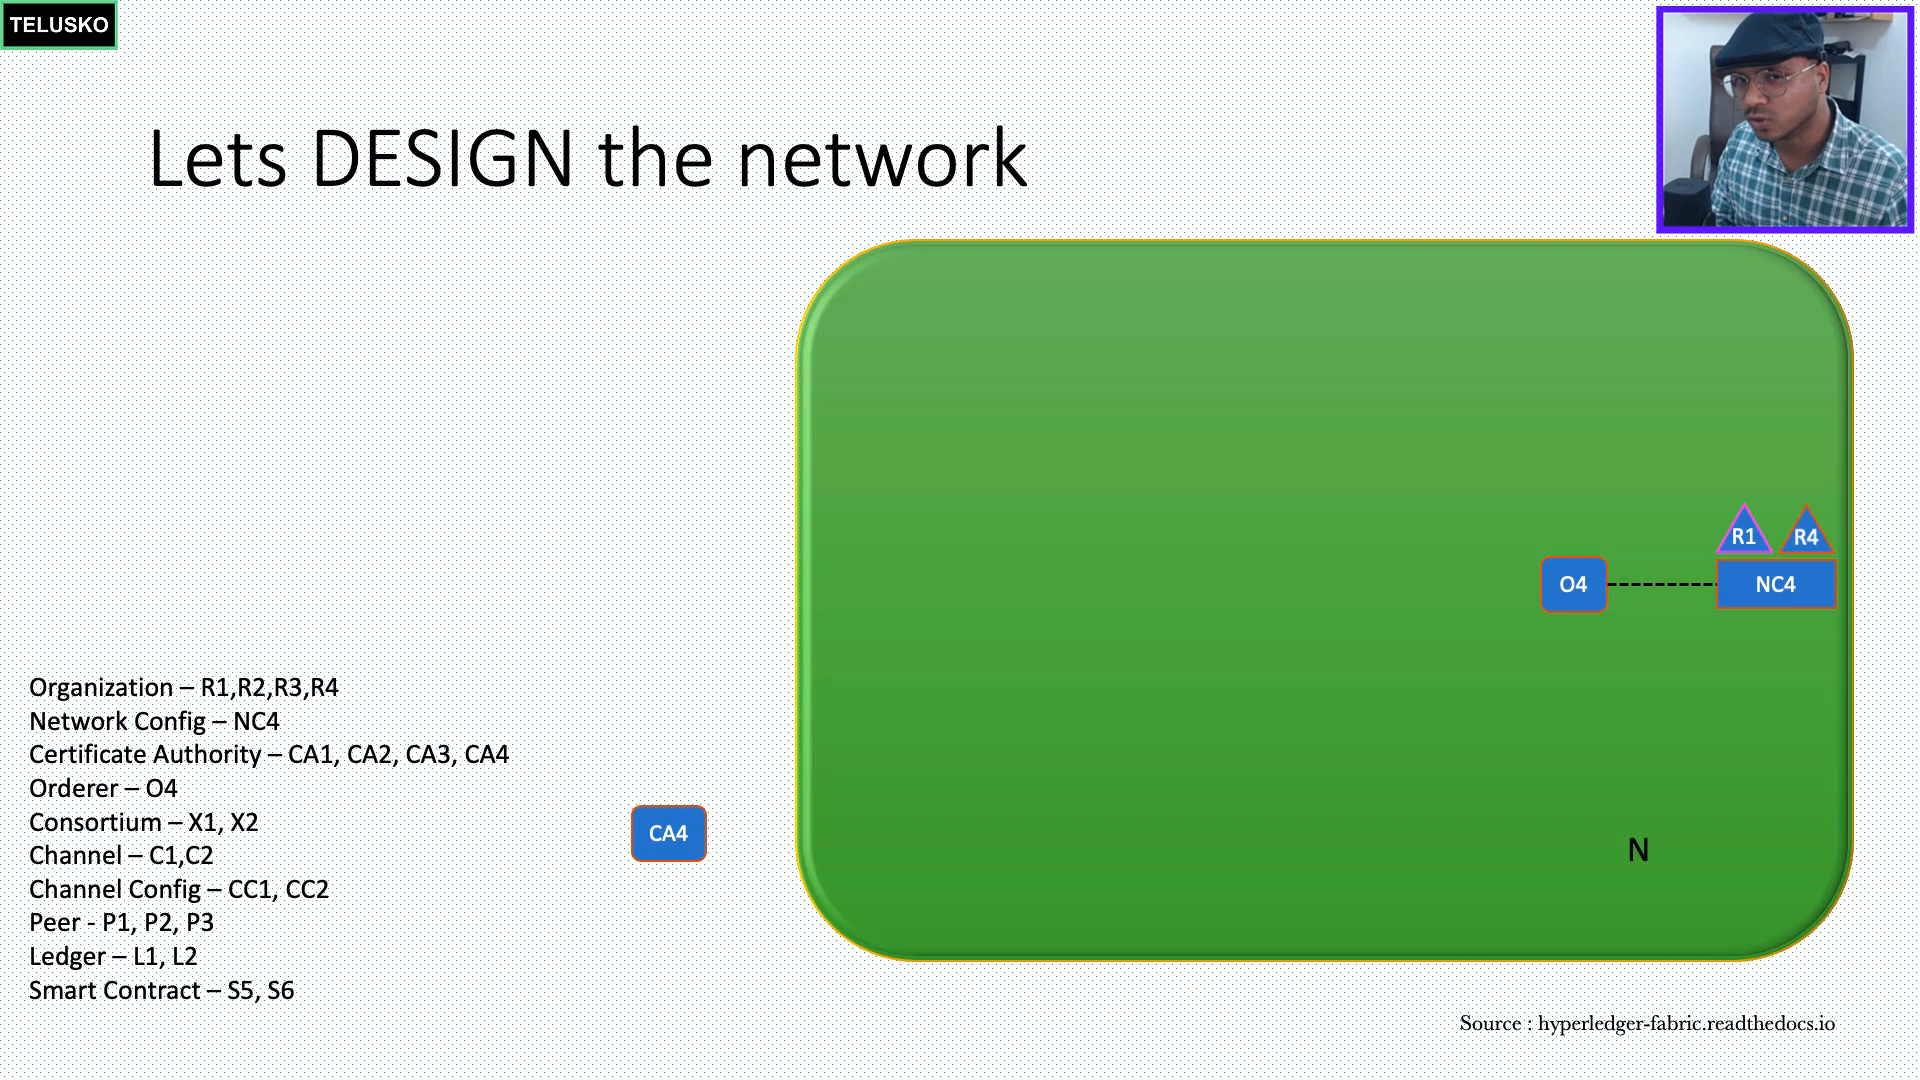 TELUSKO
Lets DESIGN the network
R1 R4
O4 NC4
Organization – R1,R2,R3,R4
Network Config – NC4
Certificate Authority – CA1, CA2, CA3, CA4
Orderer – O4
Consortium – X1, X2
Channel – C1,C2
Channel Config – CC1, CC2
Peer - P1, P2, P3
Ledger – L1, L2
Smart Contract – S5, S6
CA4
N
Source : hyperledger-fabric.readthedocs.io